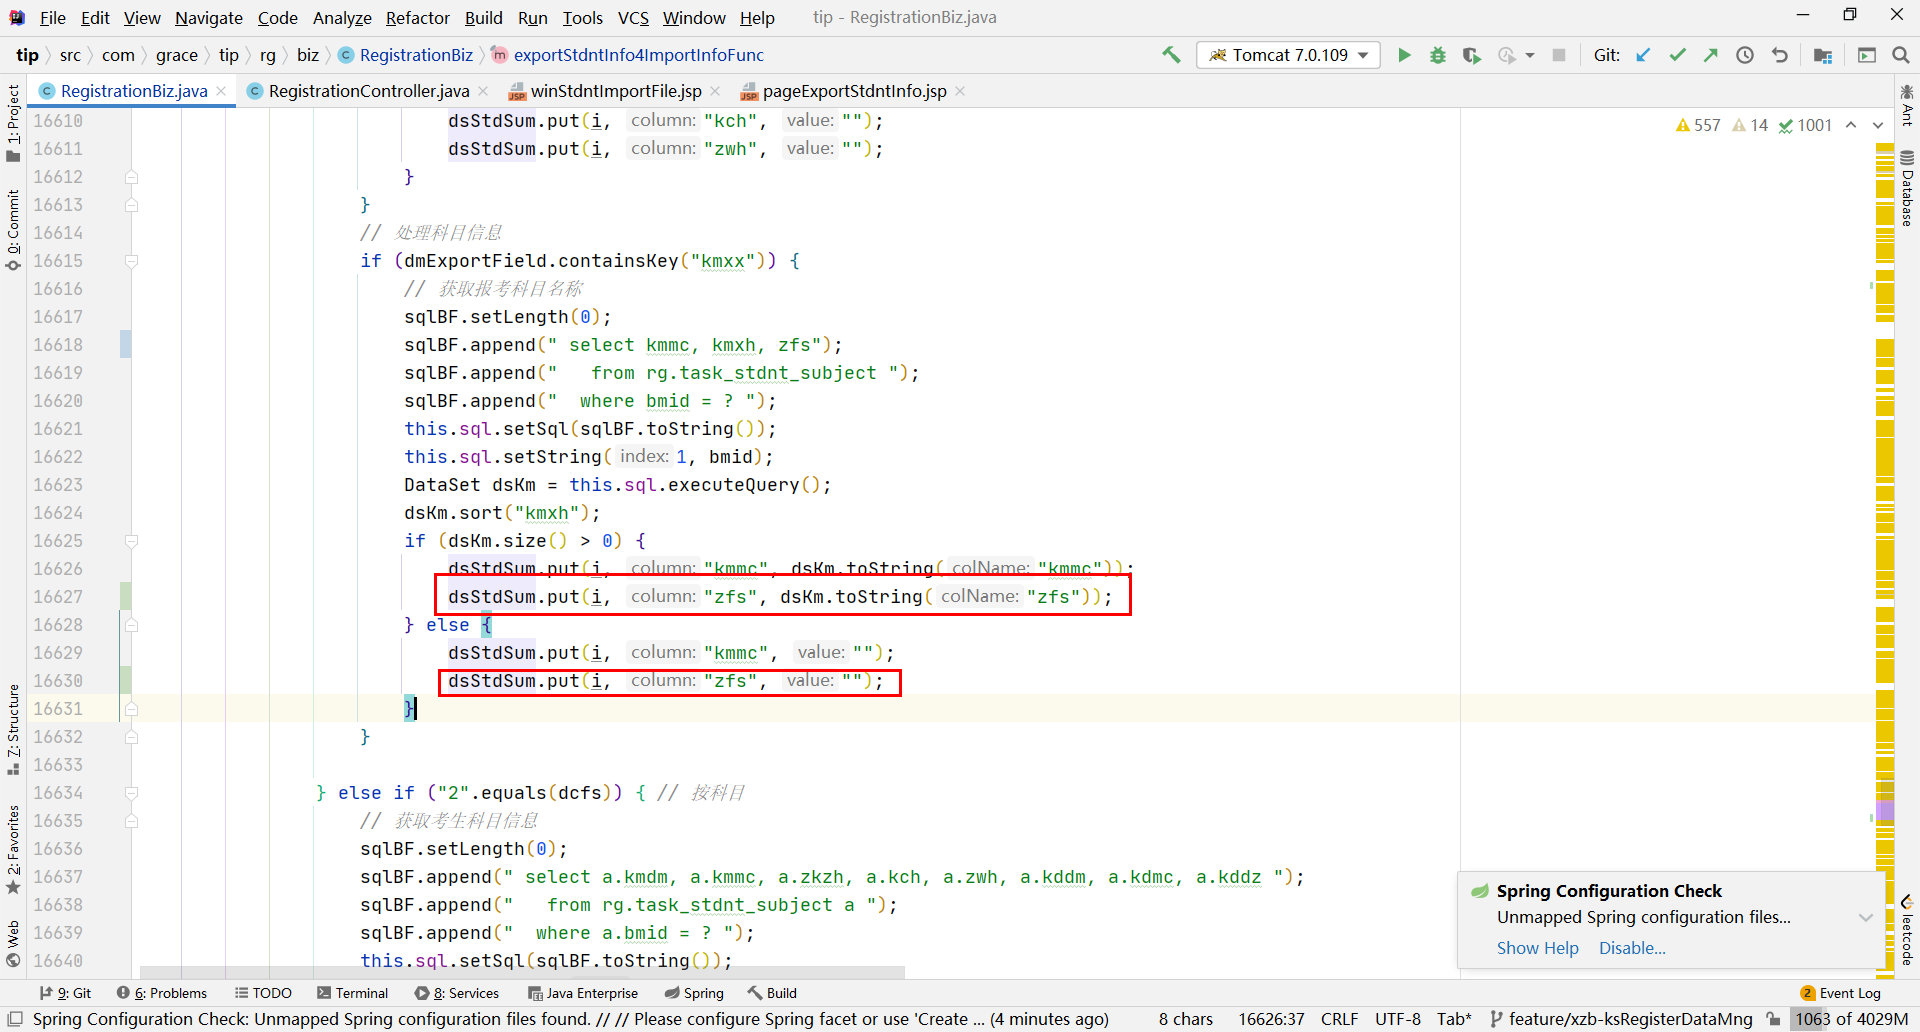 File Edit View Navigate Code Analyze Refactor Build Run Tools VCS Window Help tip - RegistrationBiz.java
tip src com grace tip rg biz RegistrationBiz exportStdntInfo4ImportInfoFunc Tomcat 7.0.109 Git:
RegistrationBiz.java RegistrationController.java winStdntImportFile.jsp pageExportStdntInfo.jsp
557 14 1001
16610 dsStdSum.put(i, column: "kch", value: "");
16611 dsStdSum.put(i, column: "zwh", value: "");
16612 }
16613 }
16614 // 处理科目信息
16615 if (dmExportField.containsKey("kmxx")) {
16616 // 获取报考科目名称
16617 sqlBF.setLength(0);
16618 sqlBF.append(" select kmmc, kmxh, zfs");
16619 sqlBF.append("   from rg.task_stdnt_subject ");
16620 sqlBF.append("  where bmid = ? ");
16621 this.sql.setSql(sqlBF.toString());
16622 this.sql.setString( index: 1, bmid);
16623 DataSet dsKm = this.sql.executeQuery();
16624 dsKm.sort("kmxh");
16625 if (dsKm.size() > 0) {
16626 dsStdSum.put(i, column: "kmmc", dsKm.toString( colName: "kmmc"));
16627 dsStdSum.put(i, column: "zfs", dsKm.toString( colName: "zfs"));
16628 } else {
16629 dsStdSum.put(i, column: "kmmc", value: "");
16630 dsStdSum.put(i, column: "zfs", value: "");
16631 }
16632 }
16633
16634 } else if ("2".equals(dcfs)) { // 按科目
16635 // 获取考生科目信息
16636 sqlBF.setLength(0);
16637 sqlBF.append(" select a.kmdm, a.kmmc, a.zkzh, a.kch, a.zwh, a.kddm, a.kdmc, a.kddz ");
16638 sqlBF.append("   from rg.task_stdnt_subject a ");
16639 sqlBF.append("  where a.bmid = ? ");
16640 this.sql.setSql(sqlBF.toString());
1: Project
0: Commit
7: Structure
2: Favorites
Web
Ant
Database
leetcode
Spring Configuration Check
Unmapped Spring configuration files...
Show Help Disable...
9: Git 6: Problems TODO Terminal 8: Services Java Enterprise Spring Build 2 Event Log
Spring Configuration Check: Unmapped Spring configuration files found. // // Please configure Spring facet or use 'Create ... (4 minutes ago) 8 chars 16626:37 CRLF UTF-8 Tab* feature/xzb-ksRegisterDataMng 1063 of 4029M